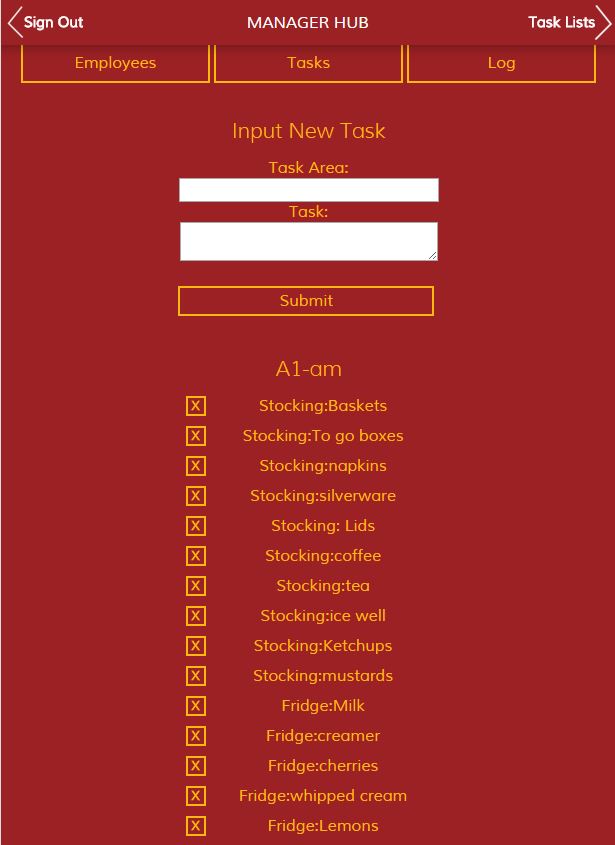 Sign Out MANAGER HUB Task Lists
Employees Tasks Log
Input New Task
Task Area:
Task:
Submit
A1-am
X Stocking:Baskets
X Stocking:To go boxes
X Stocking:napkins
X Stocking:silverware
X Stocking: Lids
X Stocking:coffee
X Stocking:tea
X Stocking:ice well
X Stocking:Ketchups
X Stocking:mustards
X Fridge:Milk
X Fridge:creamer
X Fridge:cherries
X Fridge:whipped cream
X Fridge:Lemons